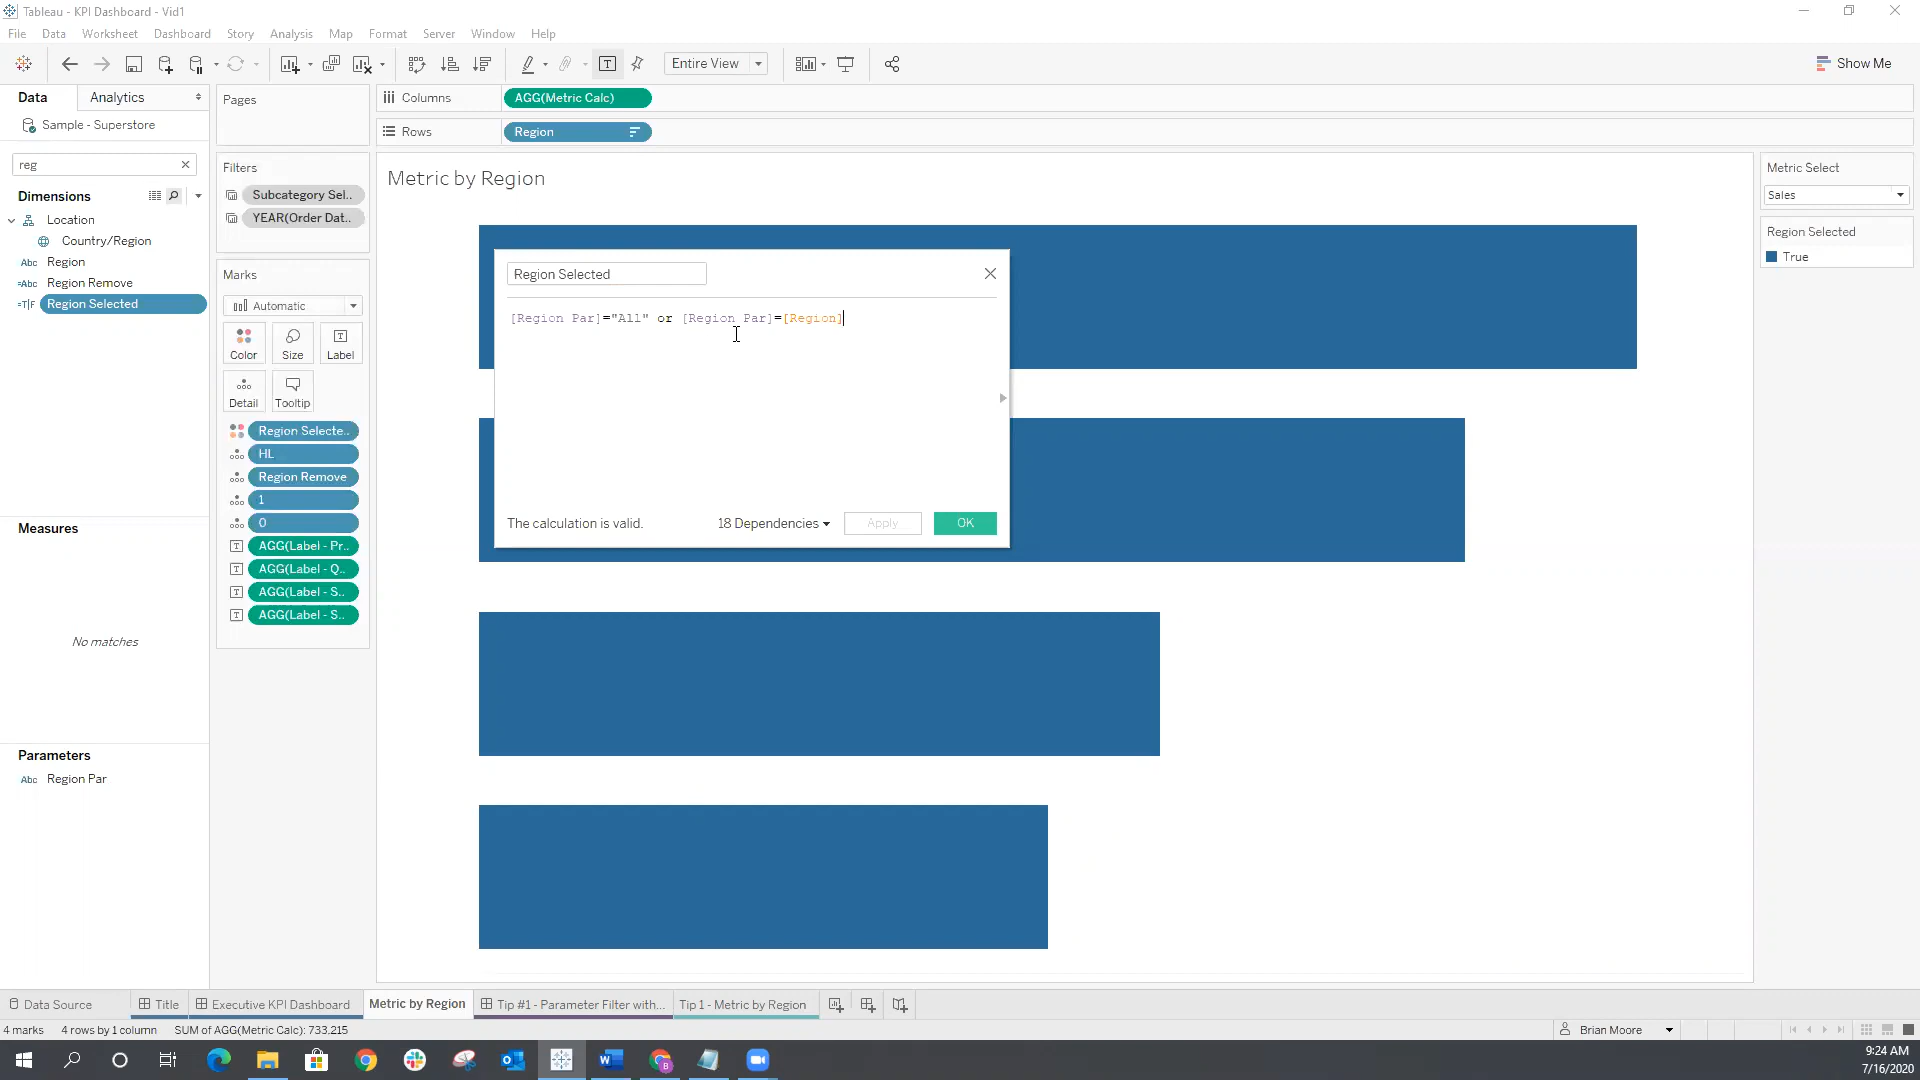 Tableau - KPI Dashboard - Vid1
File Data Worksheet Dashboard Story Analysis Map Format Server Window Help
Entire View
Show Me
Data
Analytics
Sample - Superstore
reg
Dimensions
Location
Country/Region
Abc Region
=Abc Region Remove
=T|F Region Selected
Measures
No matches
Parameters
Abc Region Par
Pages
Filters
Subcategory Sel..
YEAR(Order Dat..
Marks
Automatic
Color
Size
Label
Detail
Tooltip
Region Selecte..
HL
Region Remove
1
0
AGG(Label - Pr..
AGG(Label - Q..
AGG(Label - S..
AGG(Label - S..
Columns
AGG(Metric Calc)
Rows
Region
Metric by Region
Region Selected
[Region Par]="All" or [Region Par]=[Region]
The calculation is valid.
18 Dependencies
Apply
OK
Metric Select
Sales
Region Selected
True
Data Source
Title
Executive KPI Dashboard
Metric by Region
Tip #1 - Parameter Filter with...
Tip 1 - Metric by Region
4 marks
4 rows by 1 column
SUM of AGG(Metric Calc): 733,215
Brian Moore
9:24 AM
7/16/2020